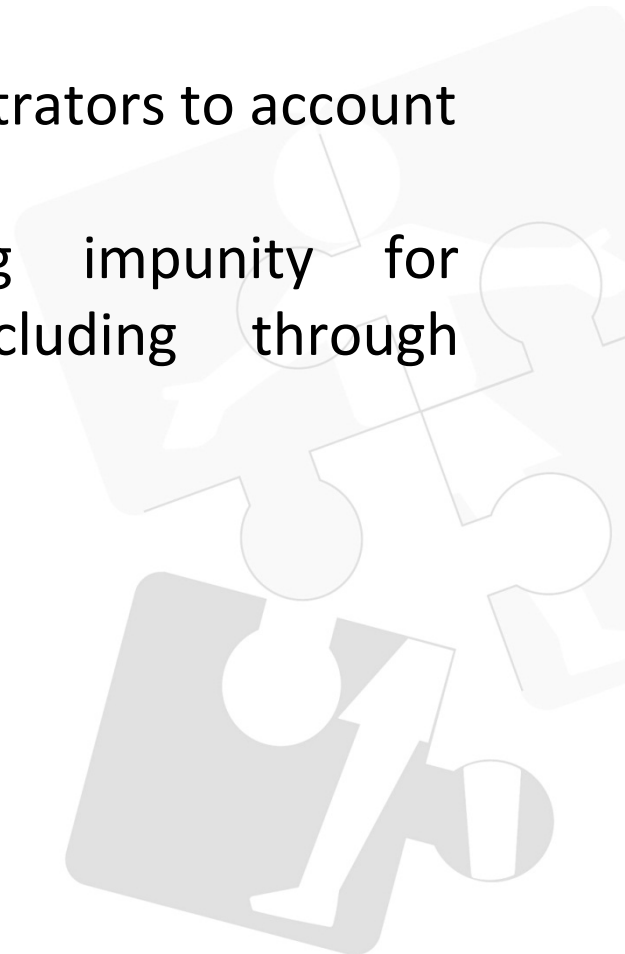 trators to account
g impunity for
cluding through